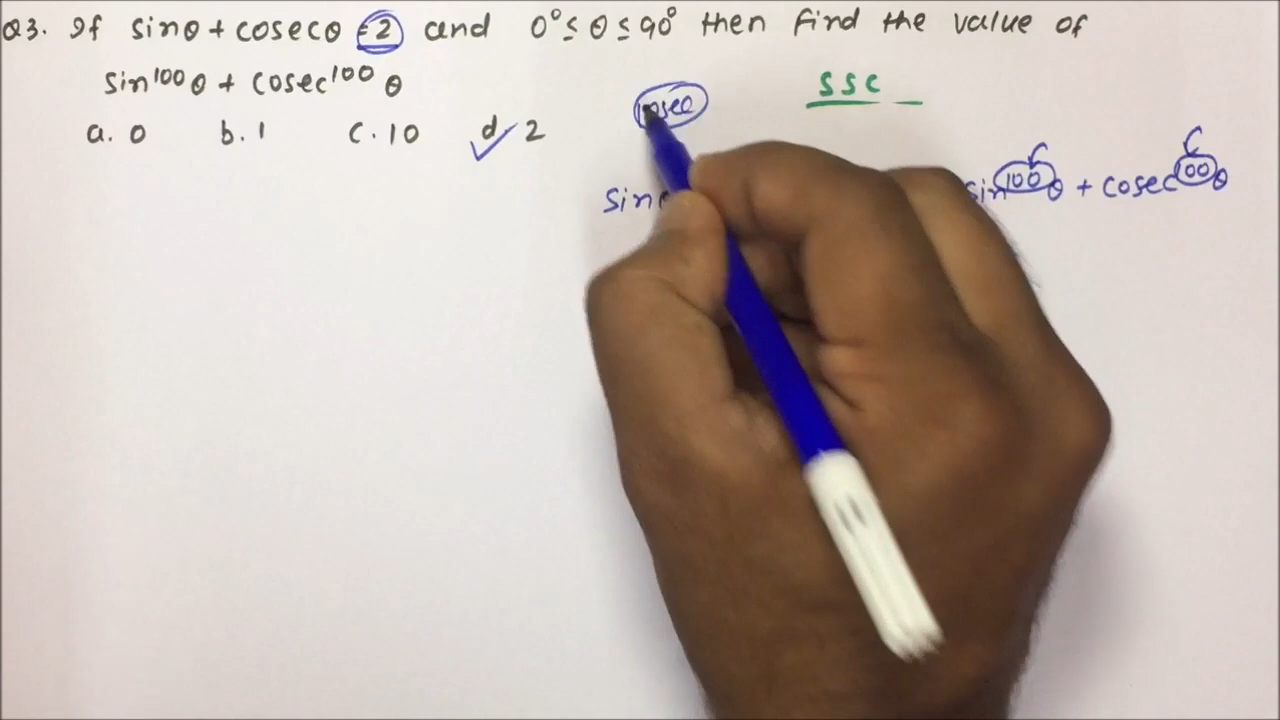 Q3. If sinθ + cosecθ =2 and 0° ≤ θ ≤ 90° then find the value of
sin¹⁰⁰θ + cosec¹⁰⁰θ
SSC
10sec
a. 0 b. 1 c. 10 d. ✓ 2
sin sin¹⁰⁰θ + cosec¹⁰⁰θ